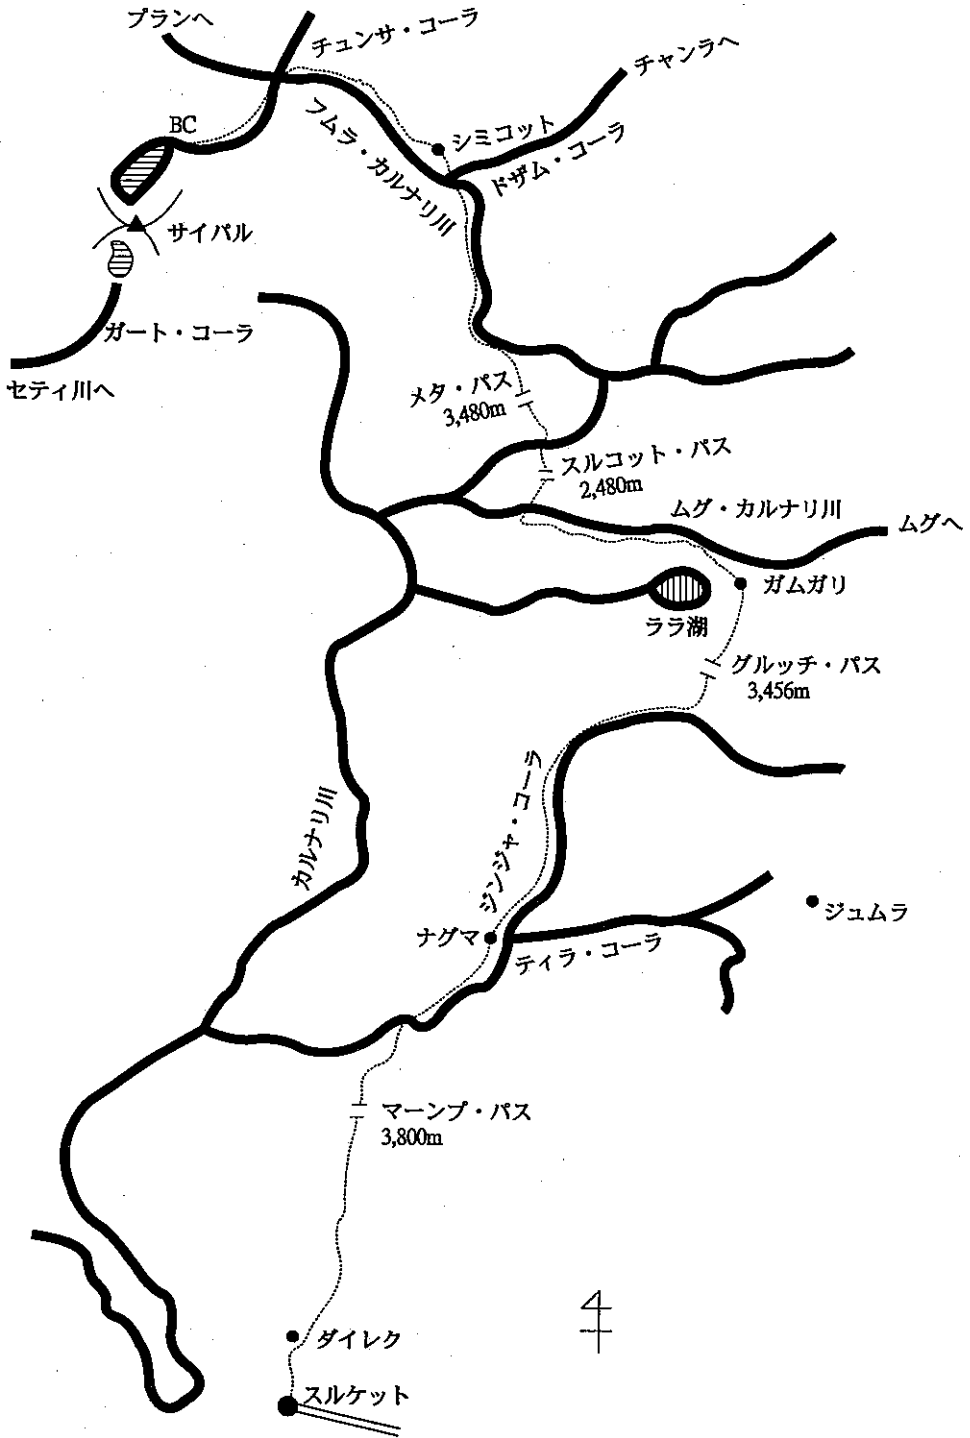 プランへ
チュンサ・コーラ
チャンラへ
BC
フムラ・カルナリ川
シミコット
ドザム・コーラ
サイパル
ガート・コーラ
セティ川へ
メタ・パス
3,480m
スルコット・パス
2,480m
ムグ・カルナリ川
ムグへ
ガムガリ
ララ湖
グルッチ・パス
3,456m
ジンジャ・コーラ
カルナリ川
ジュムラ
ナグマ
ティラ・コーラ
マーンプ・パス
3,800m
ダイレク
スルケット